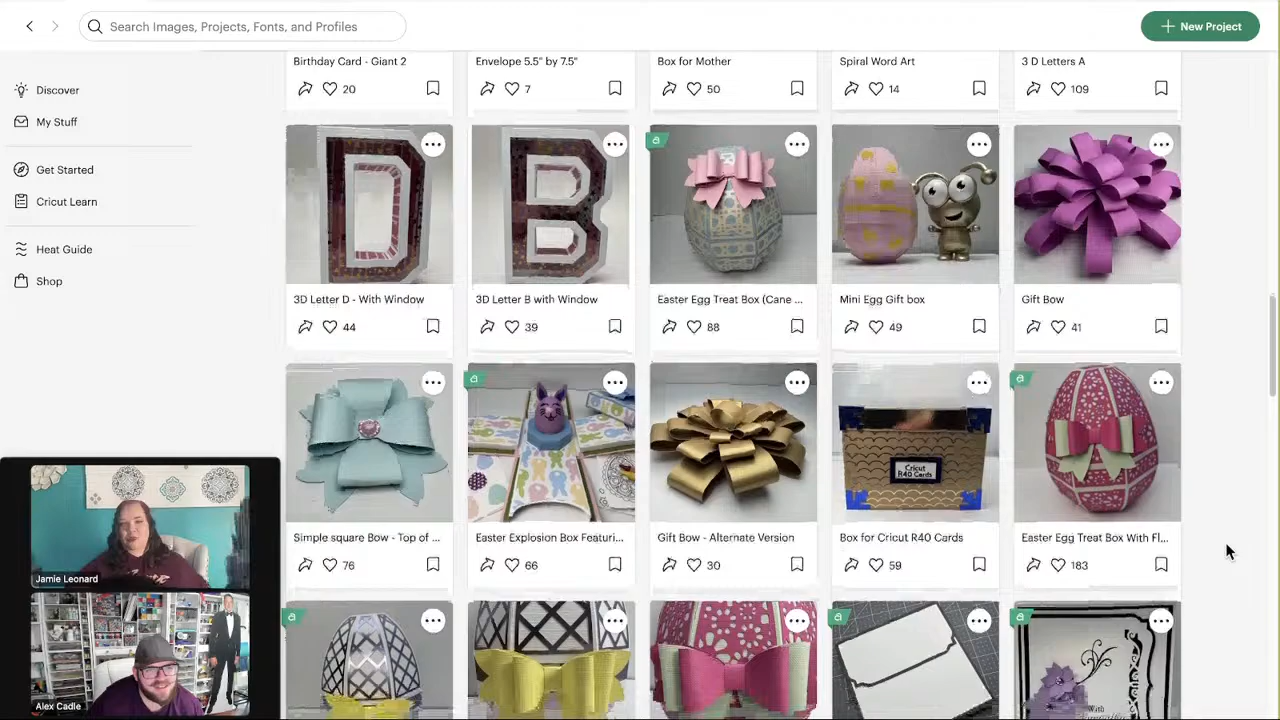 Search Images, Projects, Fonts, and Profiles
New Project
Discover
My Stuff
Get Started
Cricut Learn
Heat Guide
Shop
Birthday Card - Giant 2
Envelope 5.5" by 7.5"
Box for Mother
Spiral Word Art
3 D Letters A
20
7
50
14
109
3D Letter D - With Window
3D Letter B with Window
Easter Egg Treat Box (Cane ...
Mini Egg Gift box
Gift Bow
44
39
88
49
41
Cricut
R40 Cards
Simple square Bow - Top of ...
Easter Explosion Box Featuri...
Gift Bow - Alternate Version
Box for Cricut R40 Cards
Easter Egg Treat Box With Fl...
76
66
30
59
183
With
Jamie Leonard
Alex Cadle